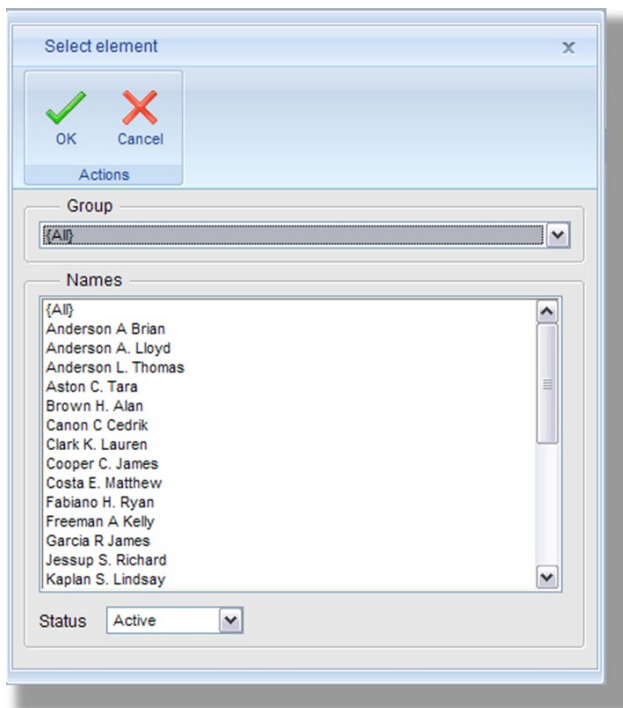 Select element
x
OK Cancel
Actions
Group
{All}
Names
{All}
Anderson A Brian
Anderson A. Lloyd
Anderson L. Thomas
Aston C. Tara
Brown H. Alan
Canon C Cedrik
Clark K. Lauren
Cooper C. James
Costa E. Matthew
Fabiano H. Ryan
Freeman A Kelly
Garcia R James
Jessup S. Richard
Kaplan S. Lindsay
Status Active